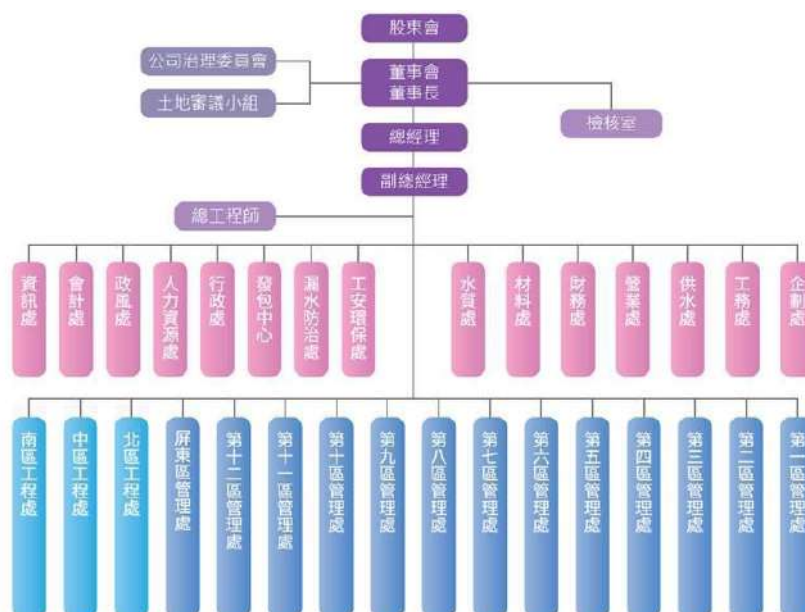 股東會
公司治理委員會
董事會
董事長
土地審議小組
檢核室
總經理
副總經理
總工程師
資訊處
會計處
政風處
人力資源處
行政處
發包中心
漏水防治處
工安環保處
水質處
材料處
財務處
營業處
供水處
工務處
企劃處
南區工程處
中區工程處
北區工程處
屏東區管理處
第十二區管理處
第十一區管理處
第十區管理處
第九區管理處
第八區管理處
第七區管理處
第六區管理處
第五區管理處
第四區管理處
第三區管理處
第二區管理處
第一區管理處